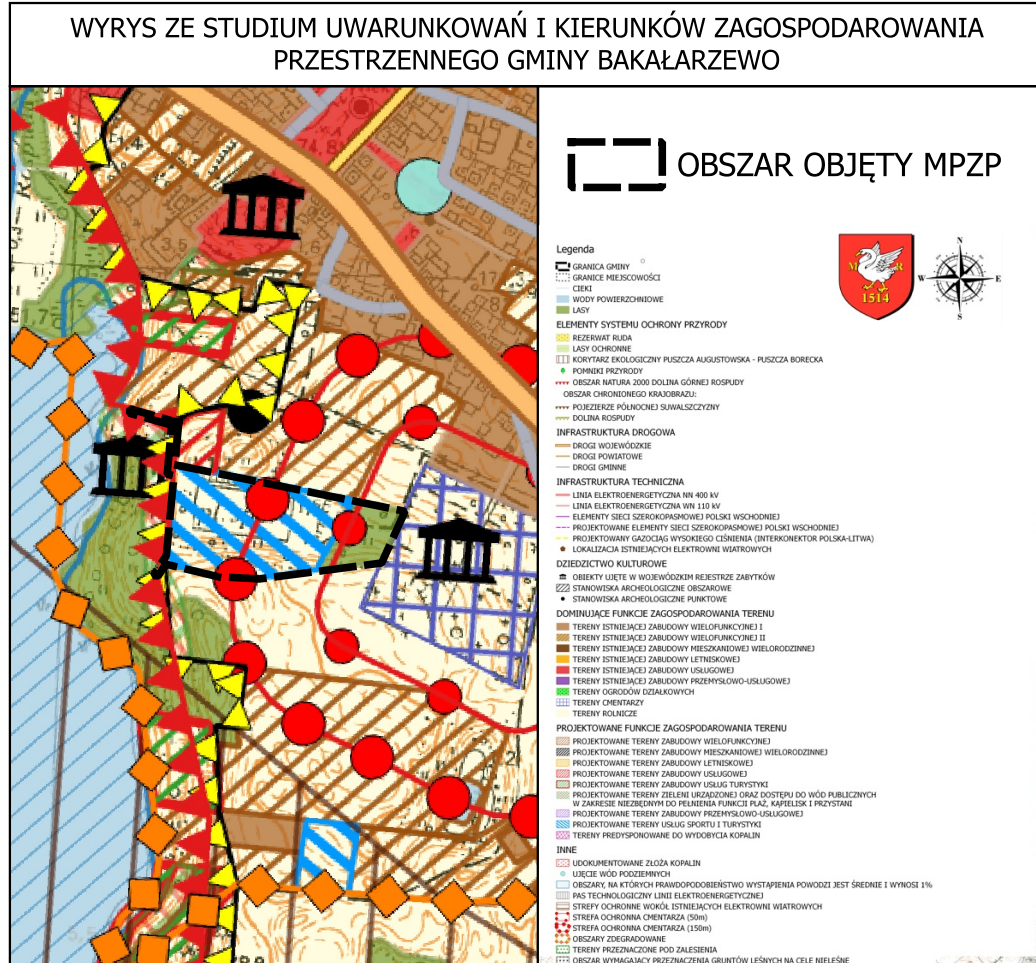 WYRYS ZE STUDIUM UWARUNKOWAŃ I KIERUNKÓW ZAGOSPODAROWANIA
PRZESTRZENNEGO GMINY BAKAŁARZEWO
OBSZAR OBJĘTY MPZP
Legenda
GRANICA GMINY
GRANICE MIEJSCOWOŚCI
CIEKI
WODY POWIERZCHNIOWE
LASY
ELEMENTY SYSTEMU OCHRONY PRZYRODY
REZERWAT RUDA
LASY OCHRONNE
KORYTARZ EKOLOGICZNY PUSZCZA AUGUSTOWSKA - PUSZCZA BORECKA
POMNIKI PRZYRODY
OBSZAR NATURA 2000 DOLINA GÓRNEJ ROSPUDY
OBSZAR CHRONIONEGO KRAJOBRAZU:
POJEZIERZE PÓŁNOCNEJ SUWALSZCZYZNY
DOLINA ROSPUDY
INFRASTRUKTURA DROGOWA
DROGI WOJEWÓDZKIE
DROGI POWIATOWE
DROGI GMINNE
INFRASTRUKTURA TECHNICZNA
LINIA ELEKTROENERGETYCZNA NN 400 kV
LINIA ELEKTROENERGETYCZNA WN 110 kV
ELEMENTY SIECI SZEROKOPASMOWEJ POLSKI WSCHODNIEJ
PROJEKTOWANE ELEMENTY SIECI SZEROKOPASMOWEJ POLSKI WSCHODNIEJ
PROJEKTOWANY GAZOCIĄG WYSOKIEGO CIŚNIENIA (INTERKONEKTOR POLSKA-LITWA)
LOKALIZACJA ISTNIEJĄCYCH ELEKTROWNI WIATROWYCH
DZIEDZICTWO KULTUROWE
OBIEKTY UJĘTE W WOJEWÓDZKIM REJESTRZE ZABYTKÓW
STANOWISKA ARCHEOLOGICZNE OBSZAROWE
STANOWISKA ARCHEOLOGICZNE PUNKTOWE
DOMINUJĄCE FUNKCJE ZAGOSPODAROWANIA TERENU
TERENY ISTNIEJĄCEJ ZABUDOWY WIELOFUNKCYJNEJ I
TERENY ISTNIEJĄCEJ ZABUDOWY WIELOFUNKCYJNEJ II
TERENY ISTNIEJĄCEJ ZABUDOWY MIESZKANIOWEJ WIELORODZINNEJ
TERENY ISTNIEJĄCEJ ZABUDOWY LETNISKOWEJ
TERENY ISTNIEJĄCEJ ZABUDOWY USŁUGOWEJ
TERENY ISTNIEJĄCEJ ZABUDOWY PRZEMYSŁOWO-USŁUGOWEJ
TERENY OGRODÓW DZIAŁKOWYCH
TERENY CMENTARZY
TERENY ROLNICZE
PROJEKTOWANE FUNKCJE ZAGOSPODAROWANIA TERENU
PROJEKTOWANE TERENY ZABUDOWY WIELOFUNKCYJNEJ
PROJEKTOWANE TERENY ZABUDOWY MIESZKANIOWEJ WIELORODZINNEJ
PROJEKTOWANE TERENY ZABUDOWY LETNISKOWEJ
PROJEKTOWANE TERENY ZABUDOWY USŁUGOWEJ
PROJEKTOWANE TERENY ZABUDOWY USŁUG TURYSTYKI
PROJEKTOWANE TERENY ZIELENI URZĄDZONEJ ORAZ DOSTĘPU DO WÓD PUBLICZNYCH
W ZAKRESIE NIEZBĘDNYM DO PEŁNIENIA FUNKCJI PLAŻ, KĄPIELISK I PRZYSTANI
PROJEKTOWANE TERENY ZABUDOWY PRZEMYSŁOWO-USŁUGOWEJ
PROJEKTOWANE TERENY USŁUG SPORTU I TURYSTYKI
TERENY PREDYSPONOWANE DO WYDOBYCIA KOPALIN
INNE
UDOKUMENTOWANE ZŁOŻA KOPALIN
UJĘCIE WÓD PODZIEMNYCH
OBSZARY, NA KTÓRYCH PRAWDOPODOBIEŃSTWO WYSTĄPIENIA POWODZI JEST ŚREDNIE I WYNOSI 1%
PAS TECHNOLOGICZNY LINII ELEKTROENERGETYCZNEJ
STREFY OCHRONNE WOKÓŁ ISTNIEJĄCYCH ELEKTROWNI WIATROWYCH
STREFA OCHRONNA CMENTARZA (50m)
STREFA OCHRONNA CMENTARZA (150m)
OBSZARY ZDEGRADOWANE
TERENY PRZEZNACZONE POD ZALESIENIA
OBSZAR WYMAGAJĄCY PRZEZNACZENIA GRUNTÓW LEŚNYCH NA CELE NIELEŚNE
M R
1514
N
W E
S
74,8
3,5